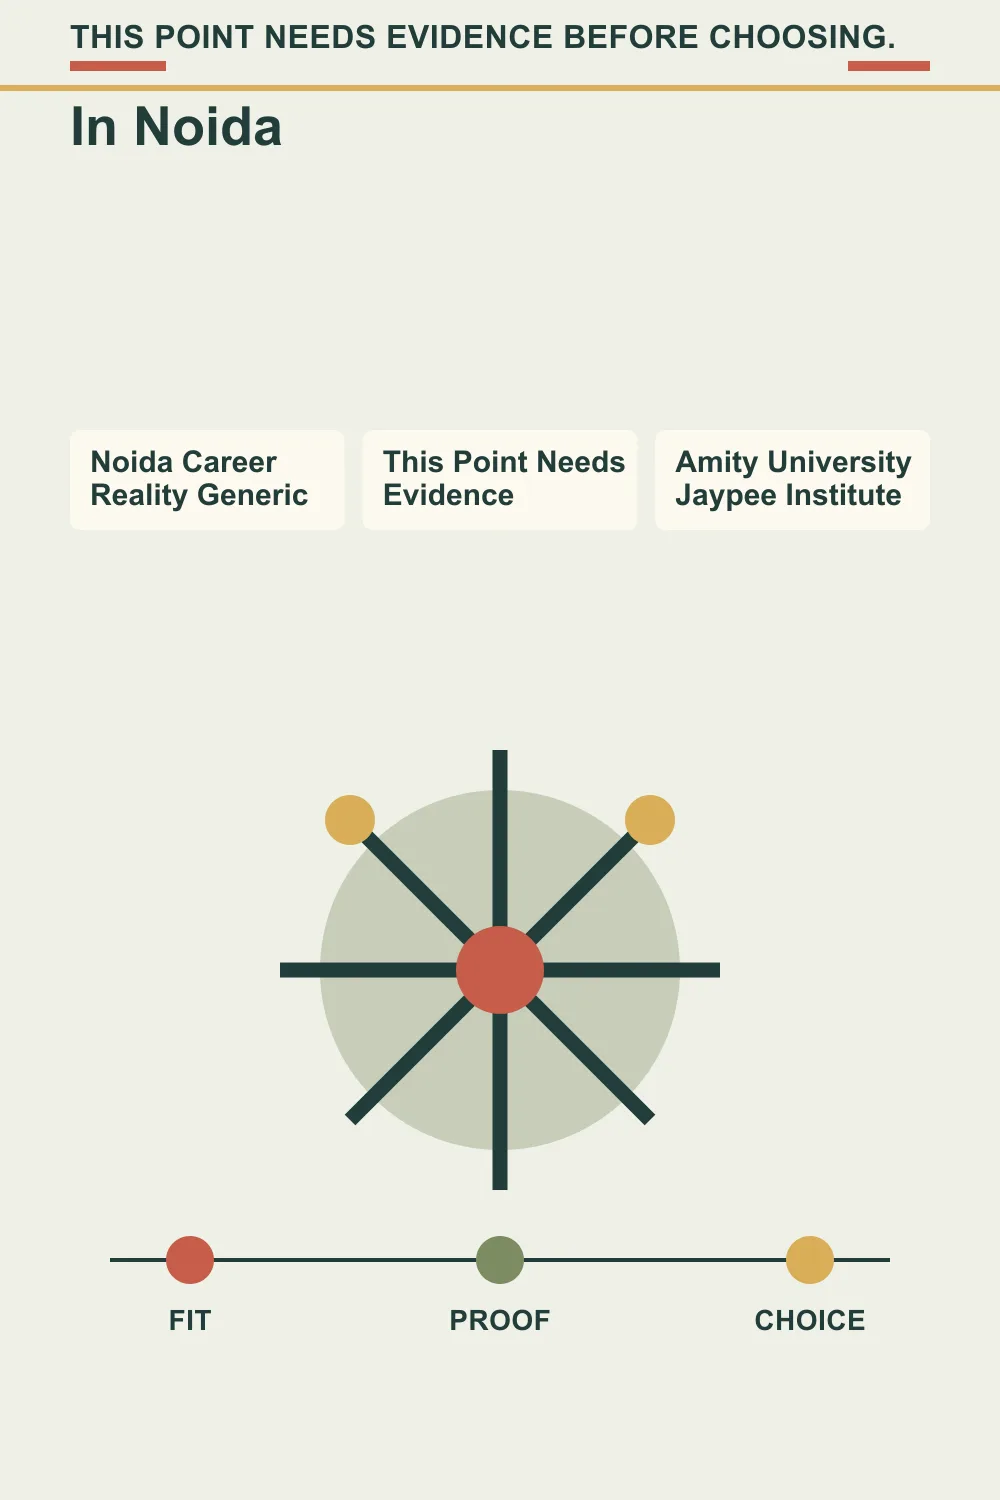 THIS POINT NEEDS EVIDENCE BEFORE CHOOSING.
In Noida
Noida Career
Reality Generic
This Point Needs
Evidence
Amity University
Jaypee Institute
FIT
PROOF
CHOICE